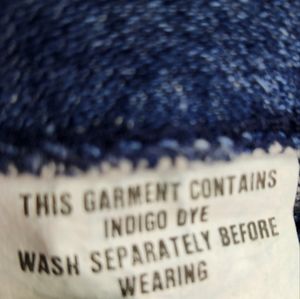 THIS GARMENT CONTAINS
INDIGO DYE
WASH SEPARATELY BEFORE
WEARING